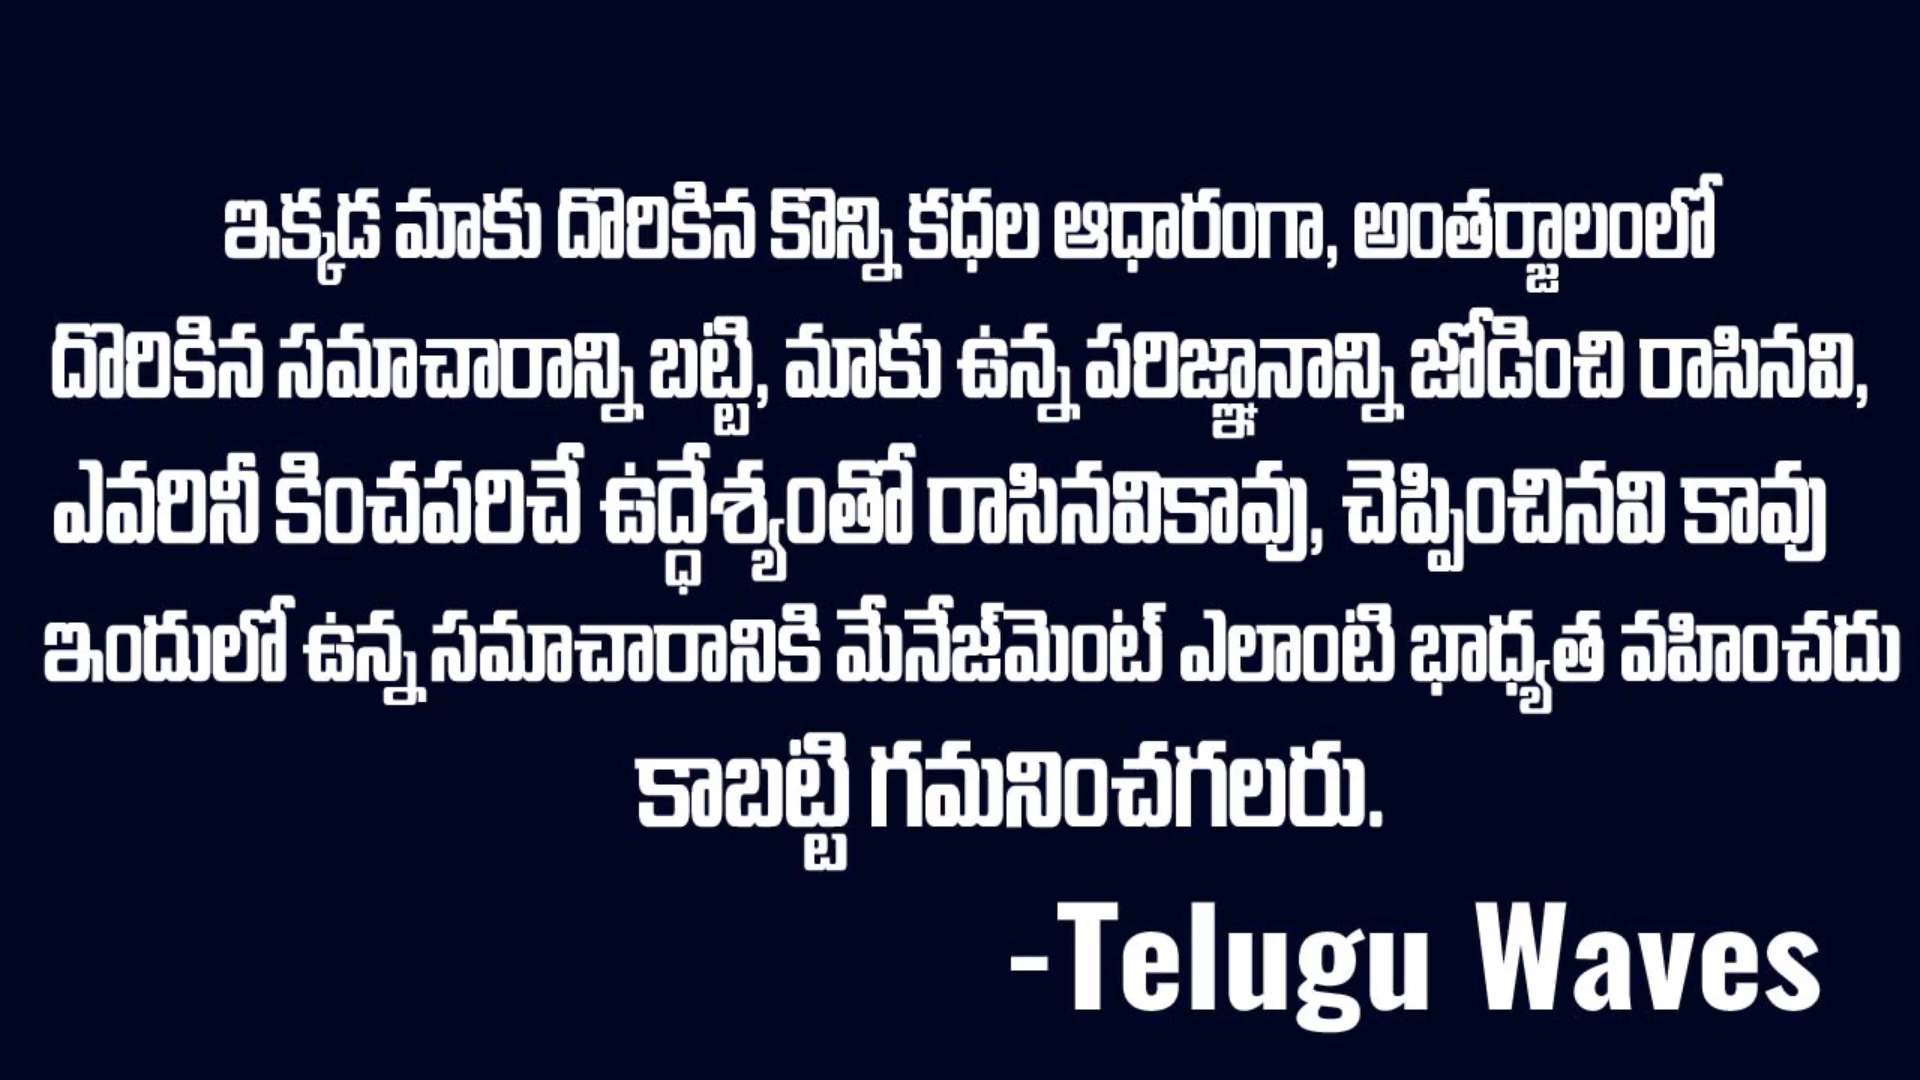 ఇక్కడ మాకు దొరికిన కొన్ని కధల ఆధారంగా, అంతర్జాలంలో
దొరికిన సమాచారాన్ని బట్టి, మాకు ఉన్న పరిజ్ఞానాన్ని జోడించి రాసినవి,
ఎవరినీ కించపరిచే ఉద్ధేశ్యంతో రాసినవికావు, చెప్పించినవి కావు
ఇందులో ఉన్న సమాచారానికి మేనేజ్‌మెంట్ ఎలాంటి భాధ్యత వహించదు
కాబట్టి గమనించగలరు.
-Telugu Waves